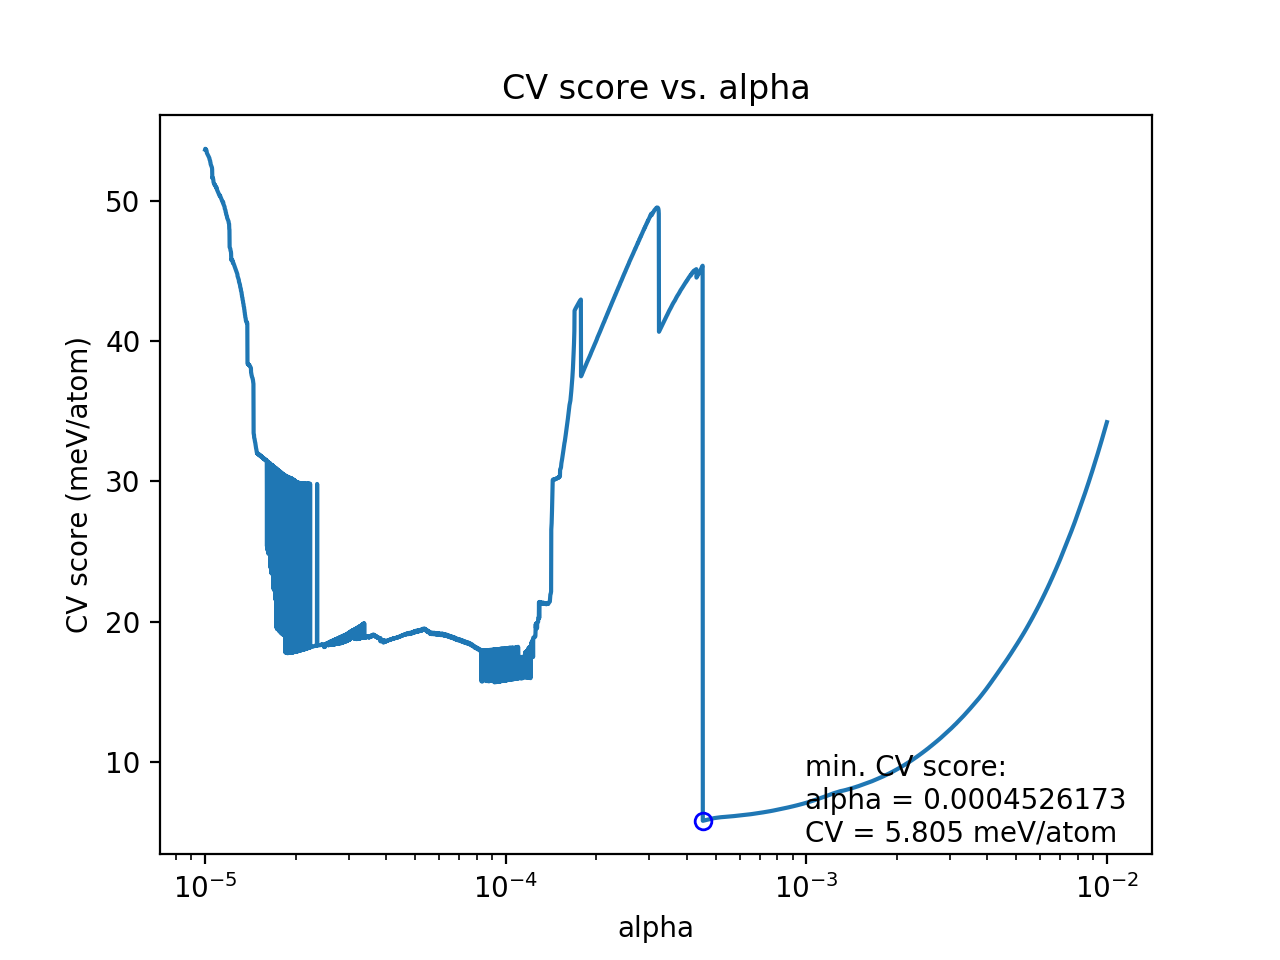 CV score vs. alpha
CV score (meV/atom)
50
40
30
20
10
min. CV score:
alpha = 0.0004526173
CV = 5.805 meV/atom
10⁻⁵
10⁻⁴
10⁻³
10⁻²
alpha